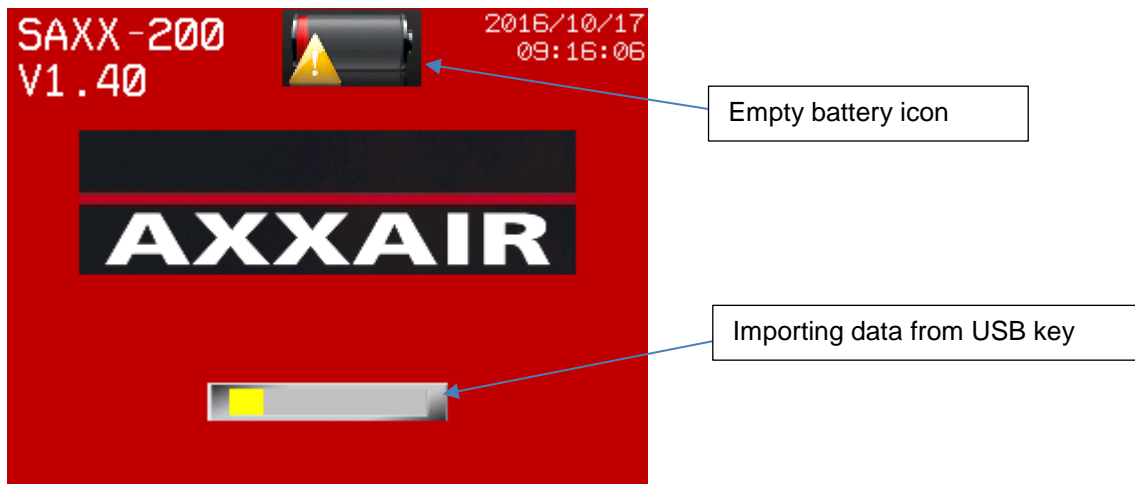 SAXX-200
V1.40
2016/10/17
09:16:06
Empty battery icon
AXXAIR
Importing data from USB key